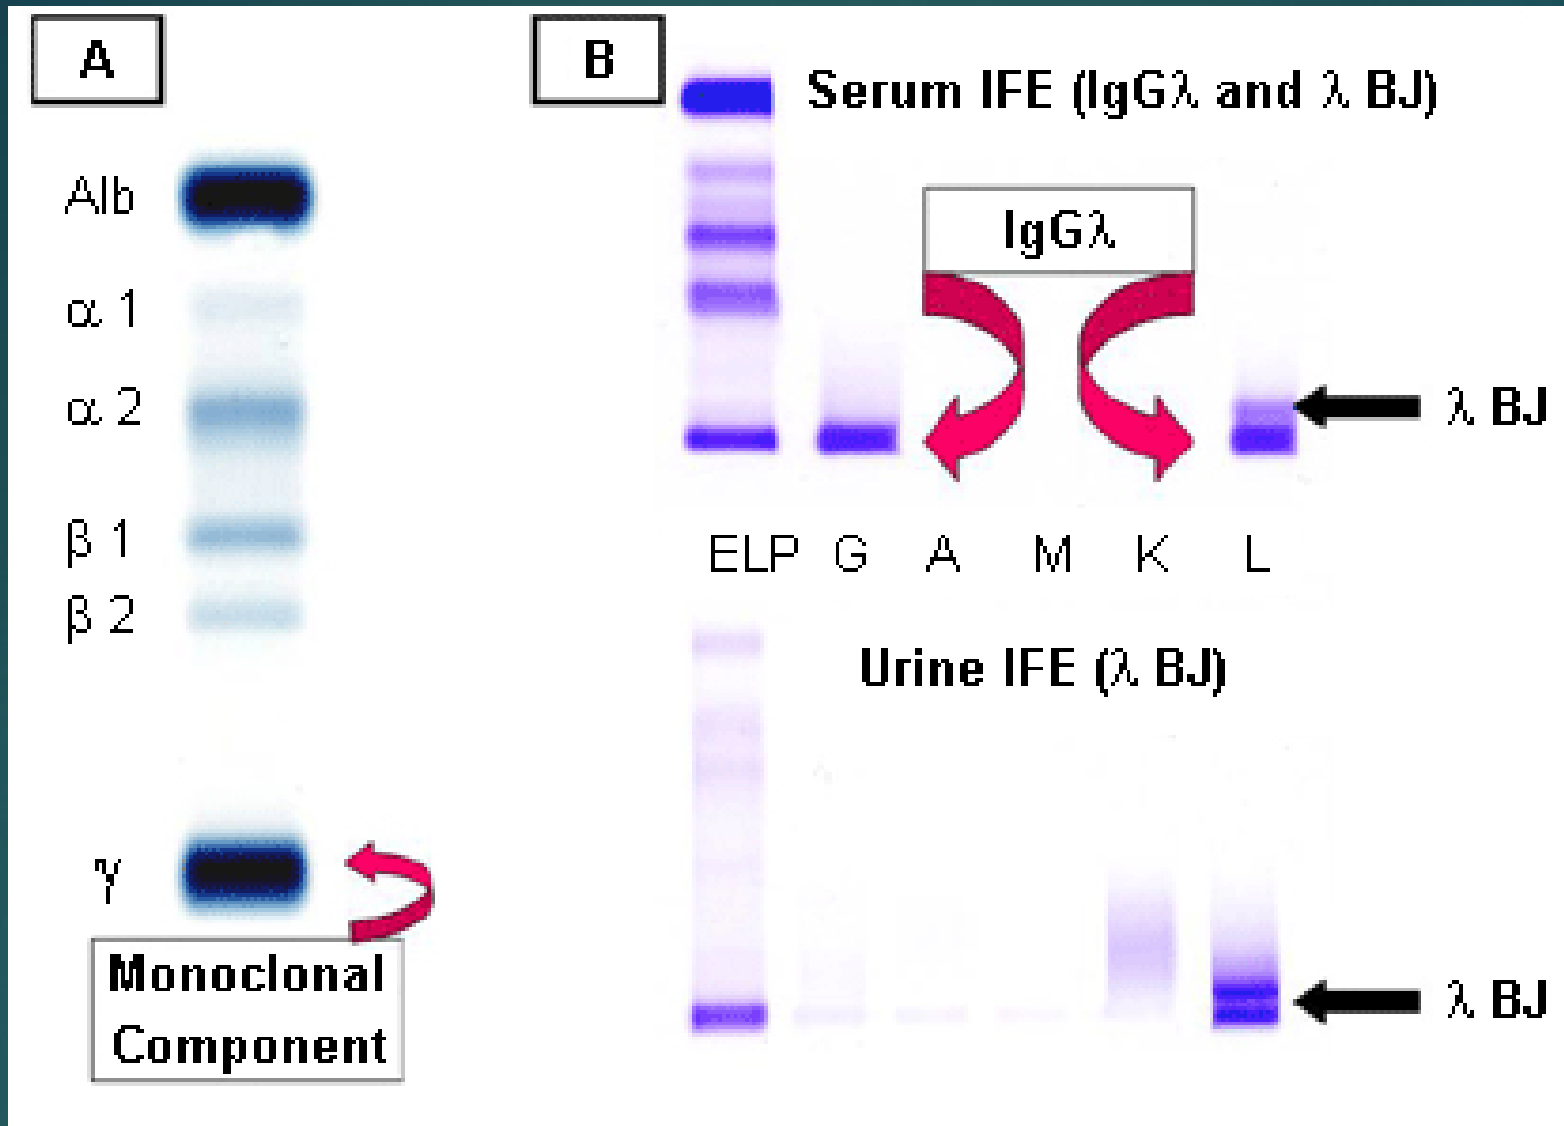 A
Alb
α 1
α 2
β 1
β 2
γ
Monoclonal
Component
B
Serum IFE (IgGλ and λ BJ)
IgGλ
λ BJ
ELP G A M K L
Urine IFE (λ BJ)
λ BJ